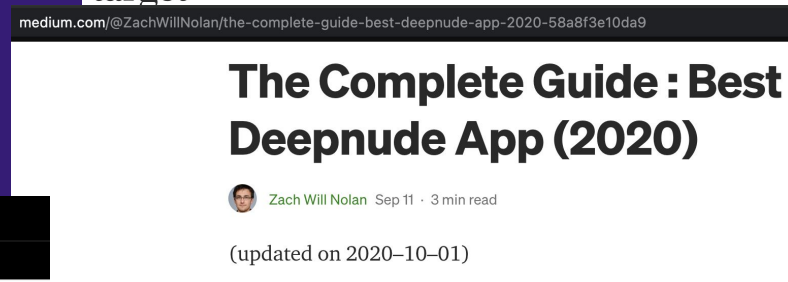 medium.com/@ZachWillNolan/the-complete-guide-best-deepnude-app-2020-58a8f3e10da9
The Complete Guide : Best
Deepnude App (2020)
Zach Will Nolan Sep 11 · 3 min read
(updated on 2020–10–01)